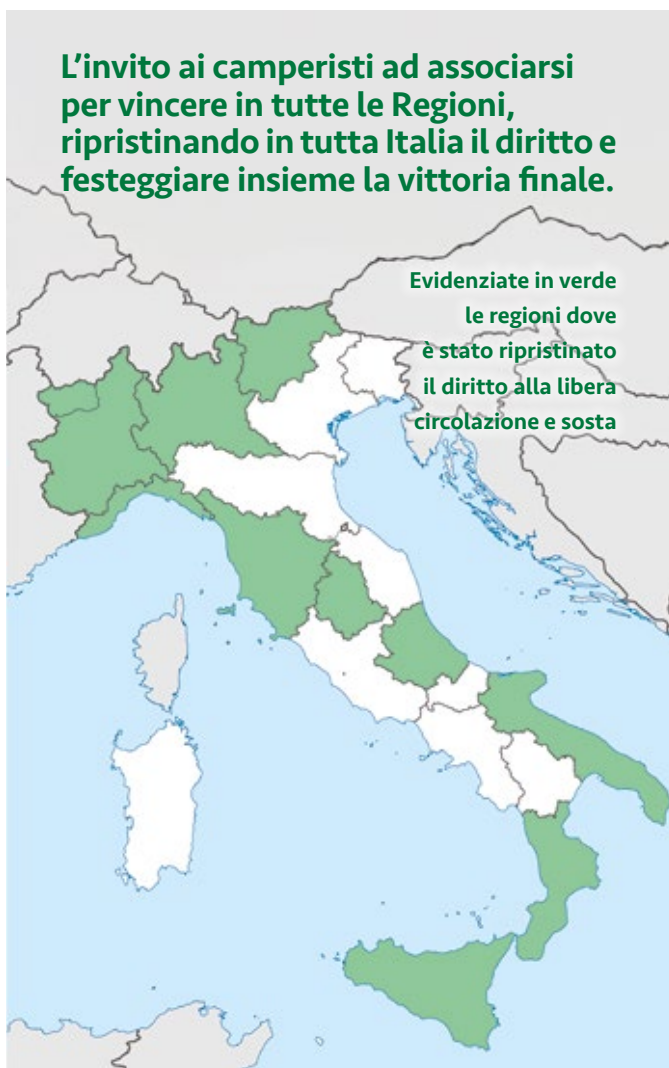 L’invito ai camperisti ad associarsi
per vincere in tutte le Regioni,
ripristinando in tutta Italia il diritto e
festeggiare insieme la vittoria finale.
Evidenziate in verde
le regioni dove
è stato ripristinato
il diritto alla libera
circolazione e sosta